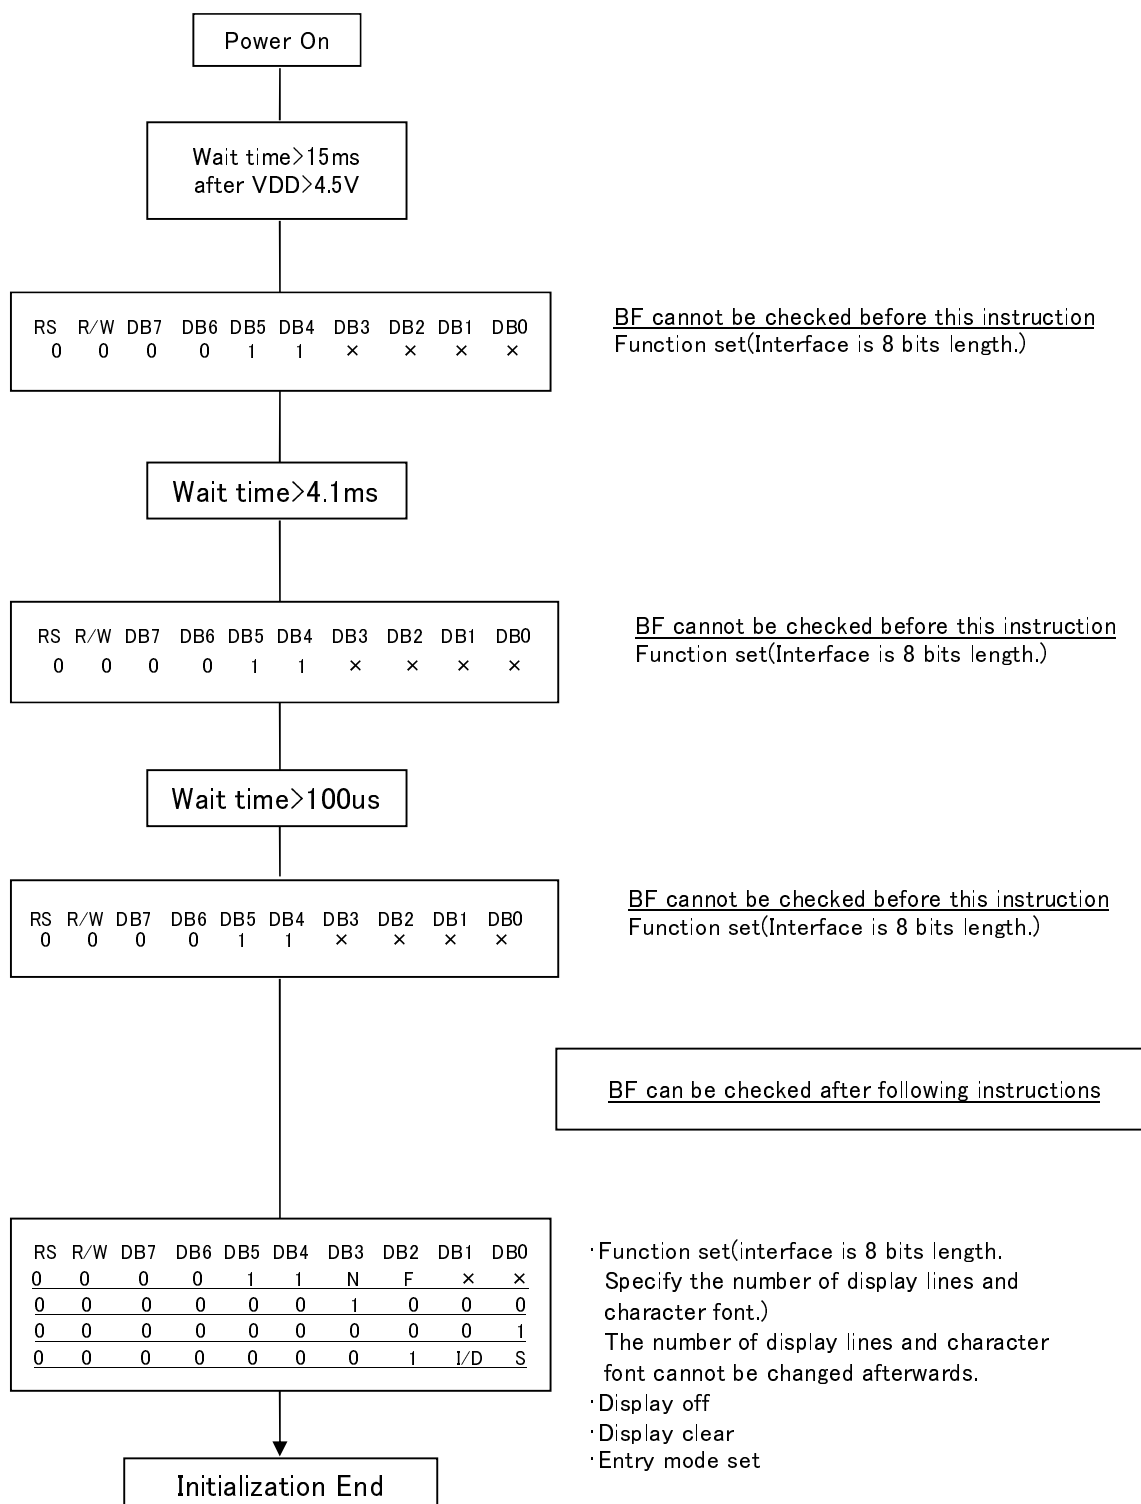 Power On
Wait time>15ms
after VDD>4.5V
RS R/W DB7 DB6 DB5 DB4 DB3 DB2 DB1 DB0
0 0 0 0 1 1 × × × ×
BF cannot be checked before this instruction
Function set(Interface is 8 bits length.)
Wait time>4.1ms
RS R/W DB7 DB6 DB5 DB4 DB3 DB2 DB1 DB0
0 0 0 0 1 1 × × × ×
BF cannot be checked before this instruction
Function set(Interface is 8 bits length.)
Wait time>100us
RS R/W DB7 DB6 DB5 DB4 DB3 DB2 DB1 DB0
0 0 0 0 1 1 × × × ×
BF cannot be checked before this instruction
Function set(Interface is 8 bits length.)
BF can be checked after following instructions
RS R/W DB7 DB6 DB5 DB4 DB3 DB2 DB1 DB0
0 0 0 0 1 1 N F × ×
0 0 0 0 0 0 1 0 0 0
0 0 0 0 0 0 0 0 0 1
0 0 0 0 0 0 0 1 I/D S
·Function set(interface is 8 bits length.
Specify the number of display lines and
character font.)
The number of display lines and character
font cannot be changed afterwards.
·Display off
·Display clear
·Entry mode set
Initialization End